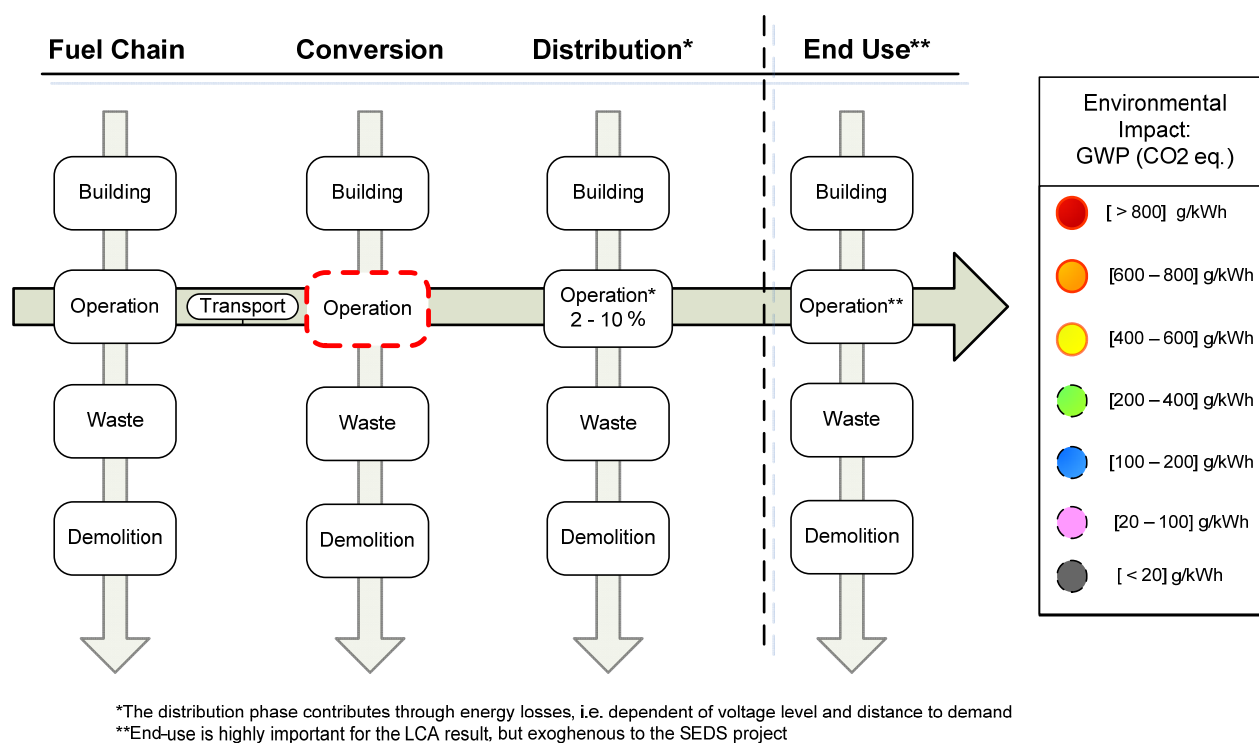 Fuel Chain
Conversion
Distribution*
End Use**
Building
Building
Building
Building
Operation
Transport
Operation
Operation*
2 - 10 %
Operation**
Waste
Waste
Waste
Waste
Demolition
Demolition
Demolition
Demolition
Environmental
Impact:
GWP (CO2 eq.)
[ > 800] g/kWh
[600 – 800] g/kWh
[400 – 600] g/kWh
[200 – 400] g/kWh
[100 – 200] g/kWh
[20 – 100] g/kWh
[ < 20] g/kWh
*The distribution phase contributes through energy losses, i.e. dependent of voltage level and distance to demand
**End-use is highly important for the LCA result, but exoghenous to the SEDS project